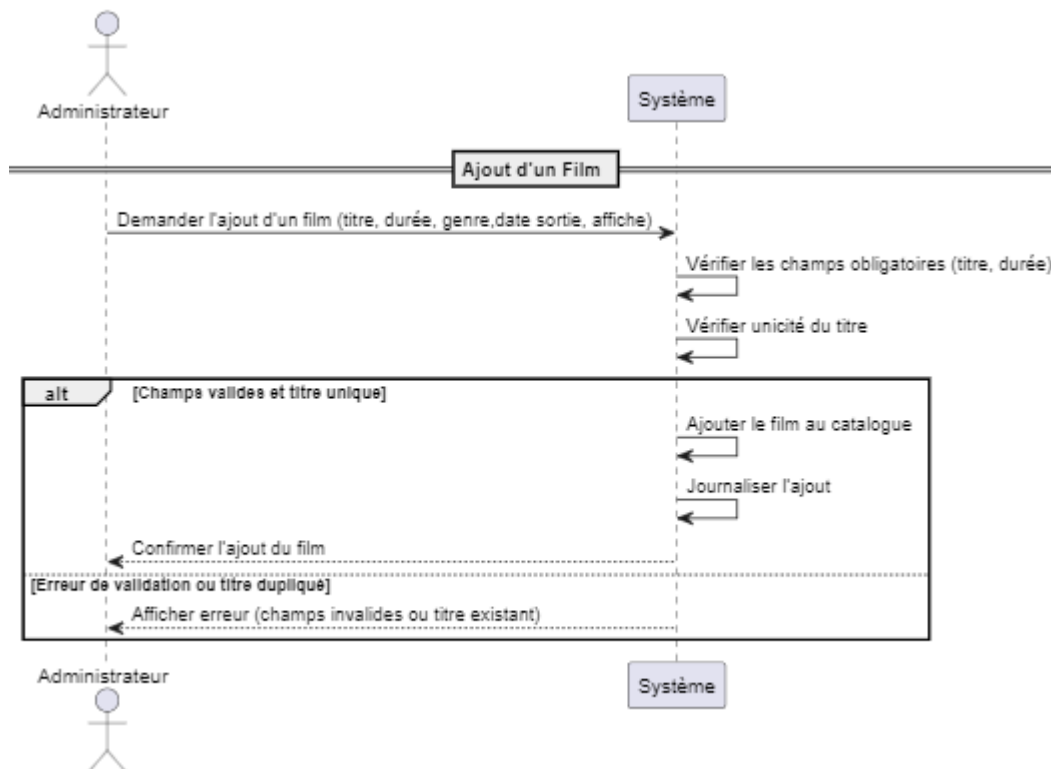 Administrateur
Système
Ajout d'un Film
Demander l'ajout d'un film (titre, durée, genre,date sortie, affiche)
Vérifier les champs obligatoires (titre, durée)
Vérifier unicité du titre
alt
[Champs valides et titre unique]
Ajouter le film au catalogue
Journaliser l'ajout
Confirmer l'ajout du film
[Erreur de validation ou titre dupliqué]
Afficher erreur (champs invalides ou titre existant)
Administrateur
Système